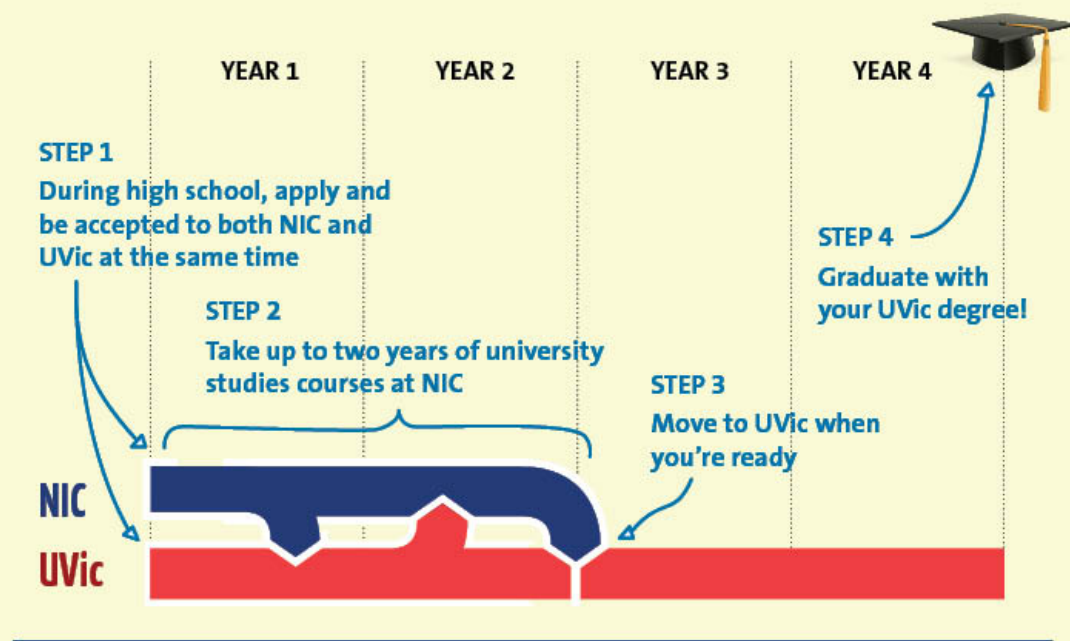 YEAR 1
YEAR 2
YEAR 3
YEAR 4
STEP 1
During high school, apply and
be accepted to both NIC and
UVic at the same time
STEP 2
Take up to two years of university
studies courses at NIC
STEP 3
Move to UVic when
you're ready
STEP 4
Graduate with
your UVic degree!
NIC
UVic